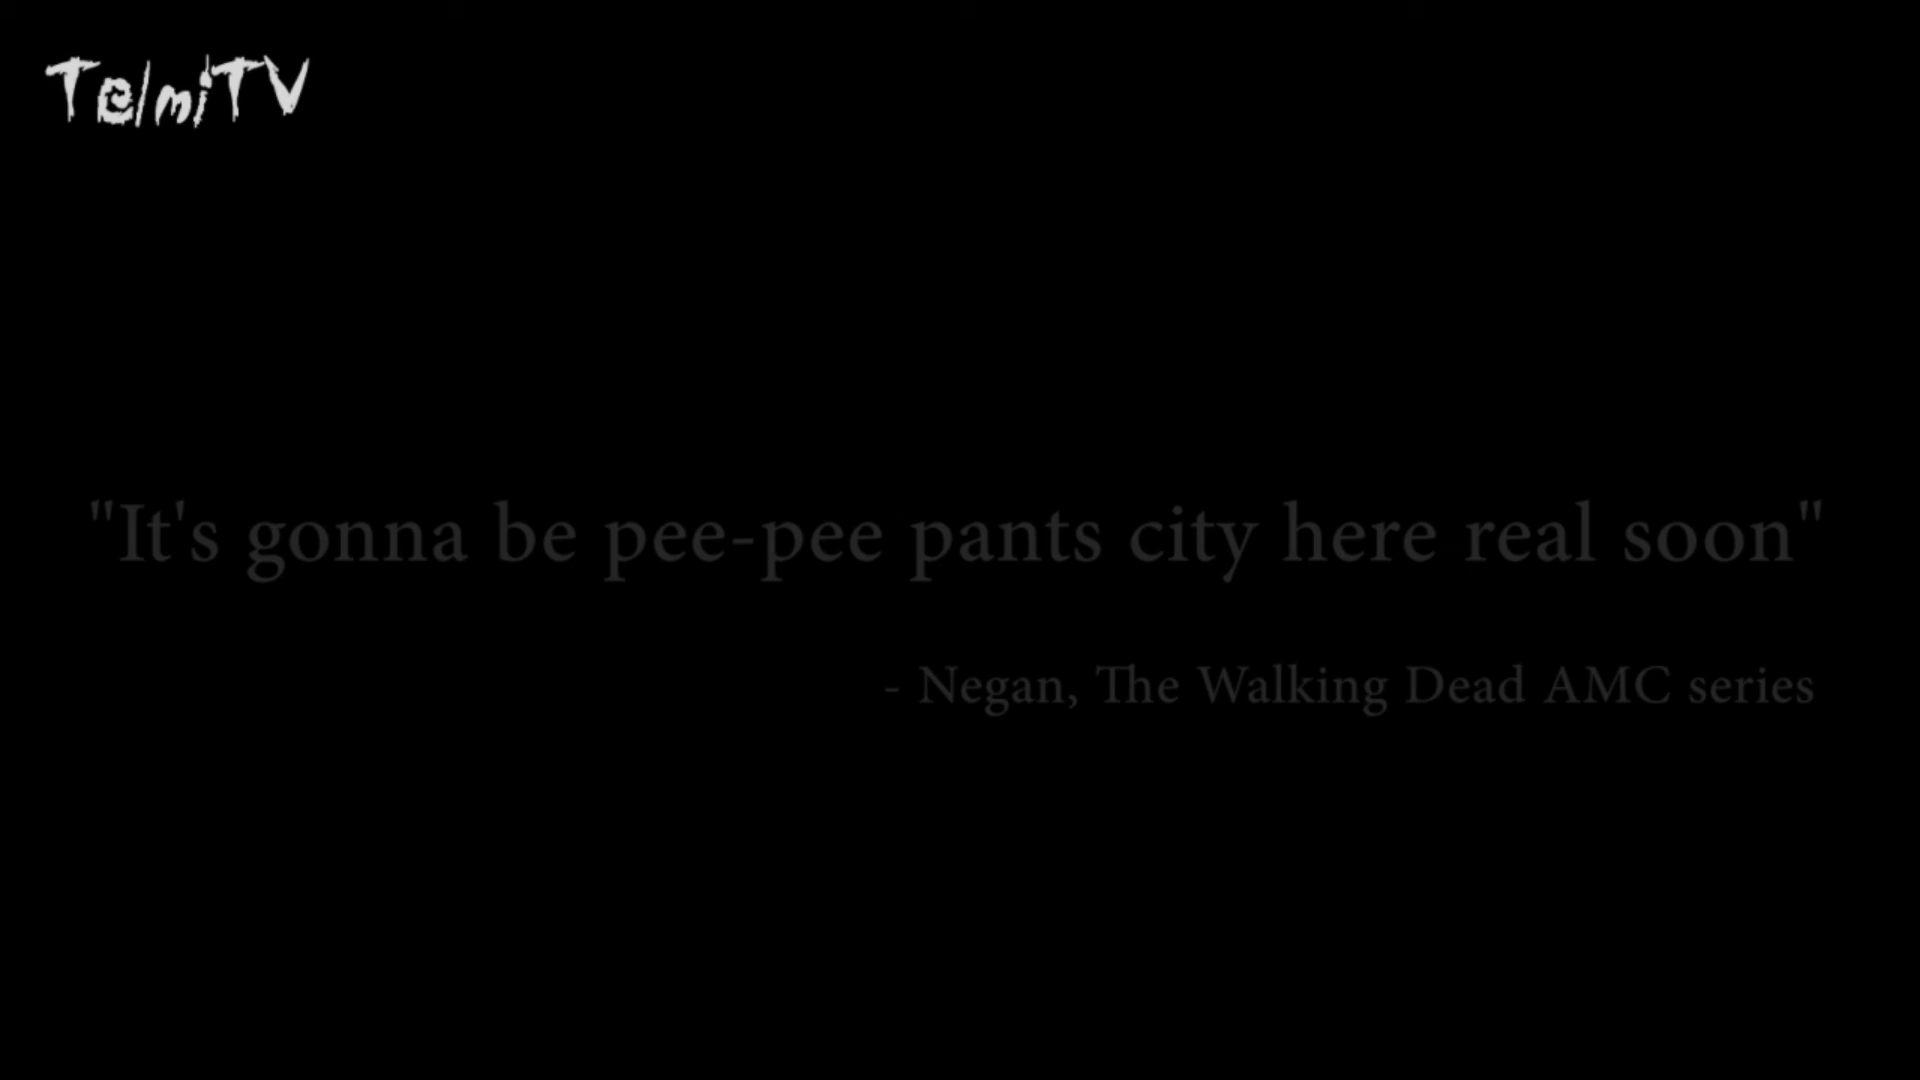 TelmiTV
"It's gonna be pee-pee pants city here real soon"
- Negan, The Walking Dead AMC series